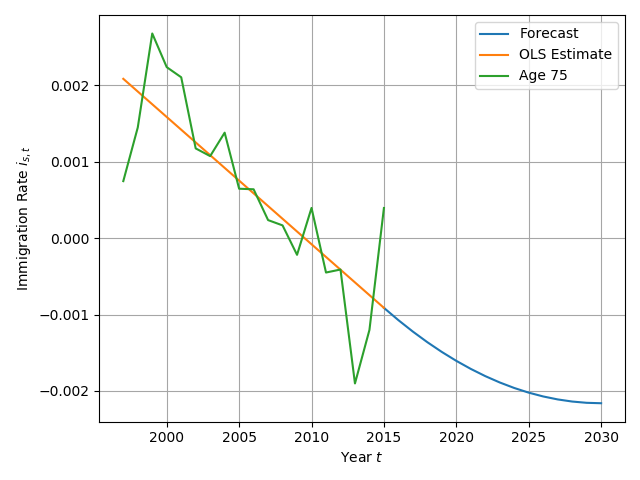 Forecast
OLS Estimate
Age 75
Immigration Rate i_{s,t}
0.002
0.001
0.000
−0.001
−0.002
2000 2005 2010 2015 2020 2025 2030
Year t